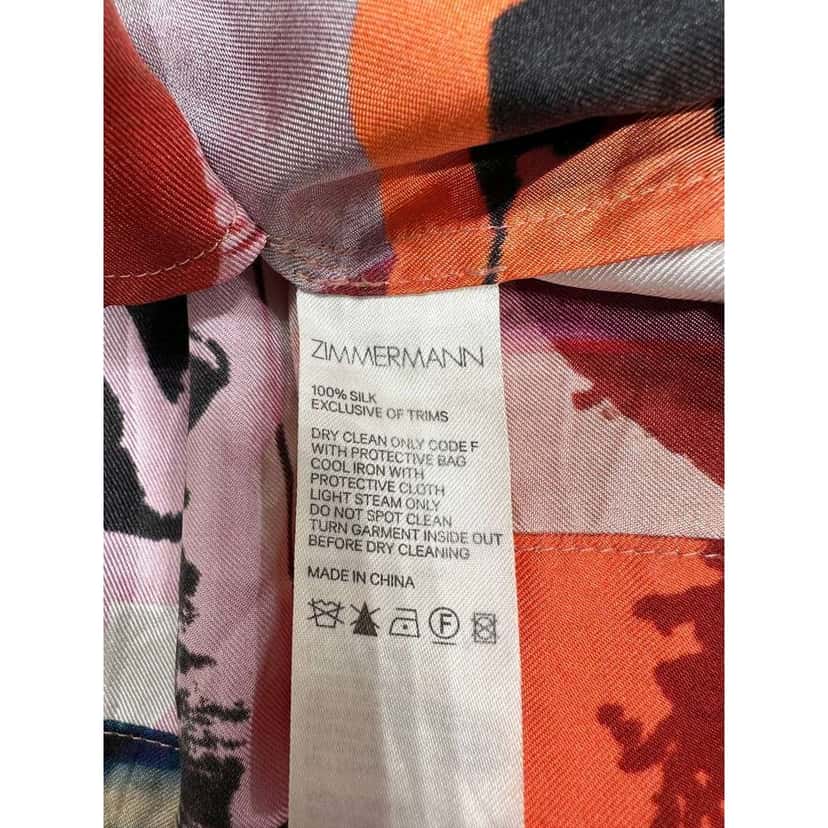 ZIMMERMANN
100% SILK
EXCLUSIVE OF TRIMS
DRY CLEAN ONLY CODE F
WITH PROTECTIVE BAG
COOL IRON WITH
PROTECTIVE CLOTH
LIGHT STEAM ONLY
DO NOT SPOT CLEAN
TURN GARMENT INSIDE OUT
BEFORE DRY CLEANING
MADE IN CHINA
F